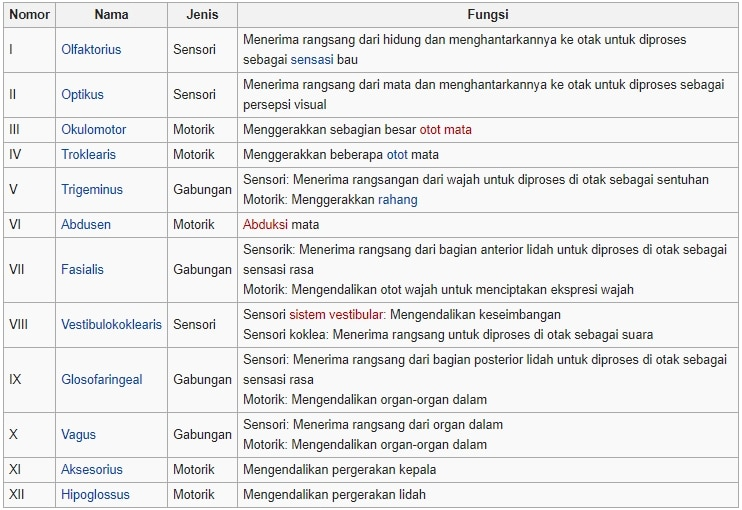 Nomor Nama Jenis Fungsi
I Olfaktorius Sensori Menerima rangsang dari hidung dan menghantarkannya ke otak untuk diproses
sebagai sensasi bau
II Optikus Sensori Menerima rangsang dari mata dan menghantarkannya ke otak untuk diproses sebagai
persepsi visual
III Okulomotor Motorik Menggerakkan sebagian besar otot mata
IV Troklearis Motorik Menggerakkan beberapa otot mata
V Trigeminus Gabungan Sensori: Menerima rangsangan dari wajah untuk diproses di otak sebagai sentuhan
Motorik: Menggerakkan rahang
VI Abdusen Motorik Abduksi mata
VII Fasialis Gabungan Sensorik: Menerima rangsang dari bagian anterior lidah untuk diproses di otak sebagai
sensasi rasa
Motorik: Mengendalikan otot wajah untuk menciptakan ekspresi wajah
VIII Vestibulokoklearis Sensori Sensori sistem vestibular: Mengendalikan keseimbangan
Sensori koklea: Menerima rangsang untuk diproses di otak sebagai suara
IX Glosofaringeal Gabungan Sensori: Menerima rangsang dari bagian posterior lidah untuk diproses di otak sebagai
sensasi rasa
Motorik: Mengendalikan organ-organ dalam
X Vagus Gabungan Sensori: Menerima rangsang dari organ dalam
Motorik: Mengendalikan organ-organ dalam
XI Aksesorius Motorik Mengendalikan pergerakan kepala
XII Hipoglossus Motorik Mengendalikan pergerakan lidah